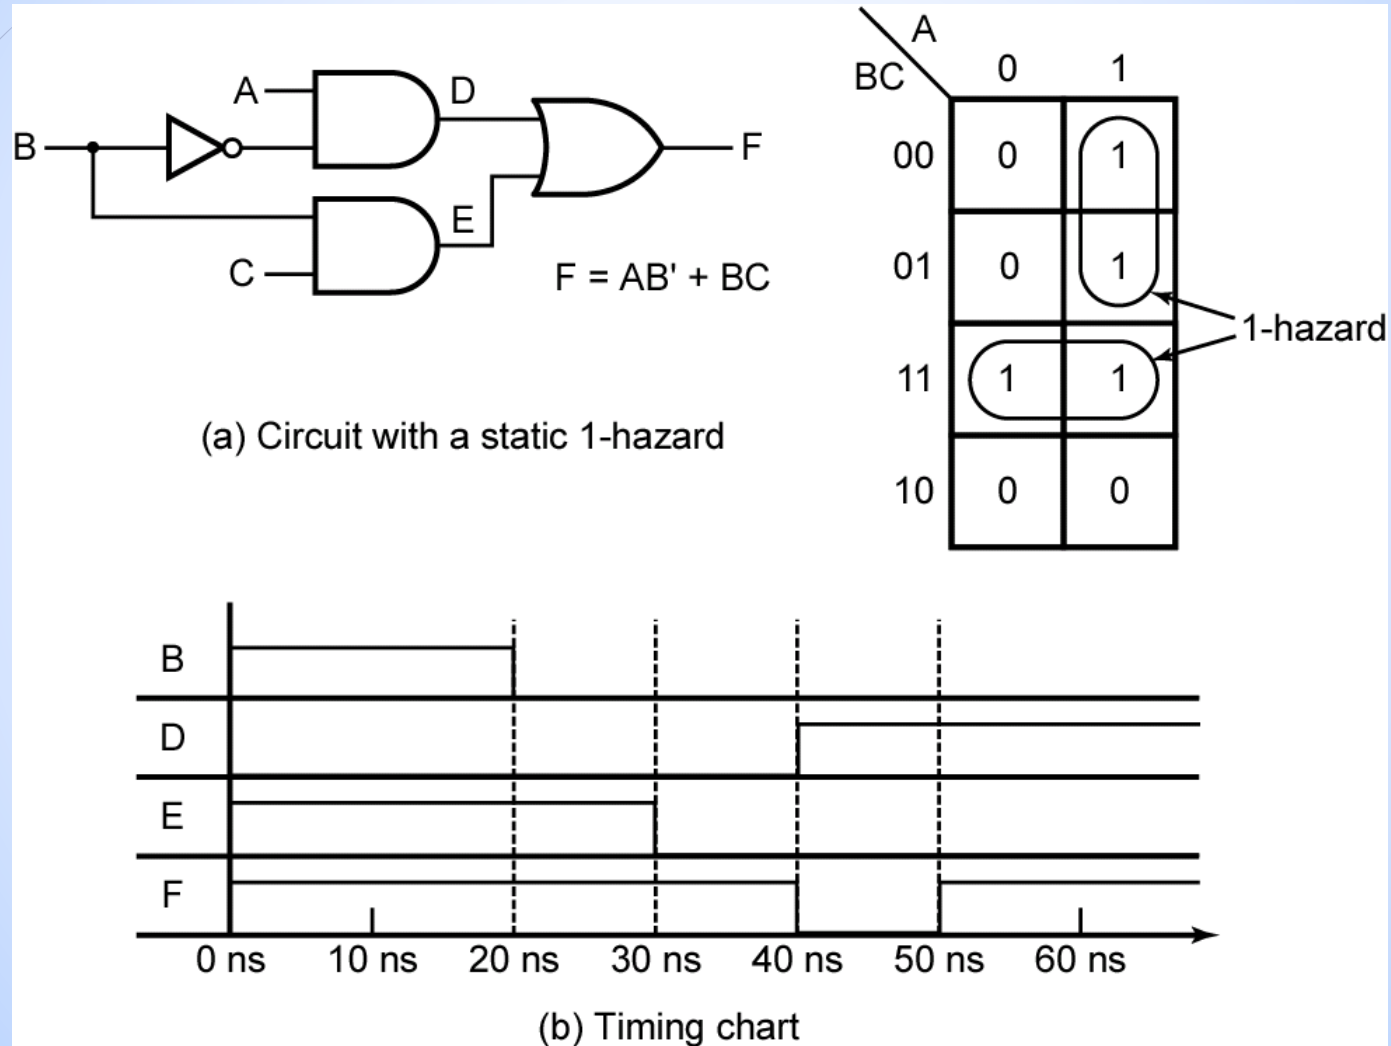 A
D
B
F
E
C
F = AB' + BC
(a) Circuit with a static 1-hazard
A
BC
0 1
00 0 1
01 0 1
1-hazard
11 1 1
10 0 0
B
D
E
F
0 ns 10 ns 20 ns 30 ns 40 ns 50 ns 60 ns
(b) Timing chart